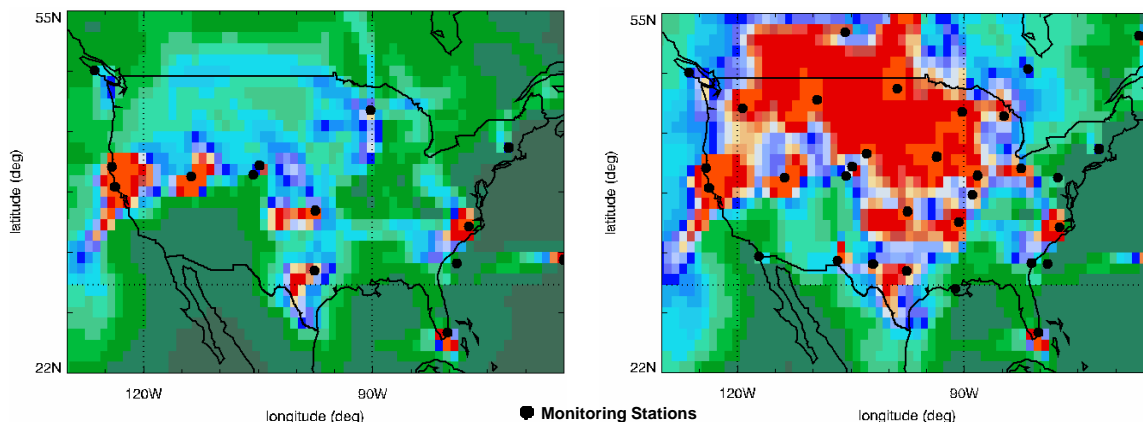 55N
latitude (deg)
22N
120W
90W
longitude (deg)
55N
latitude (deg)
22N
120W
90W
longitude (deg)
Monitoring Stations